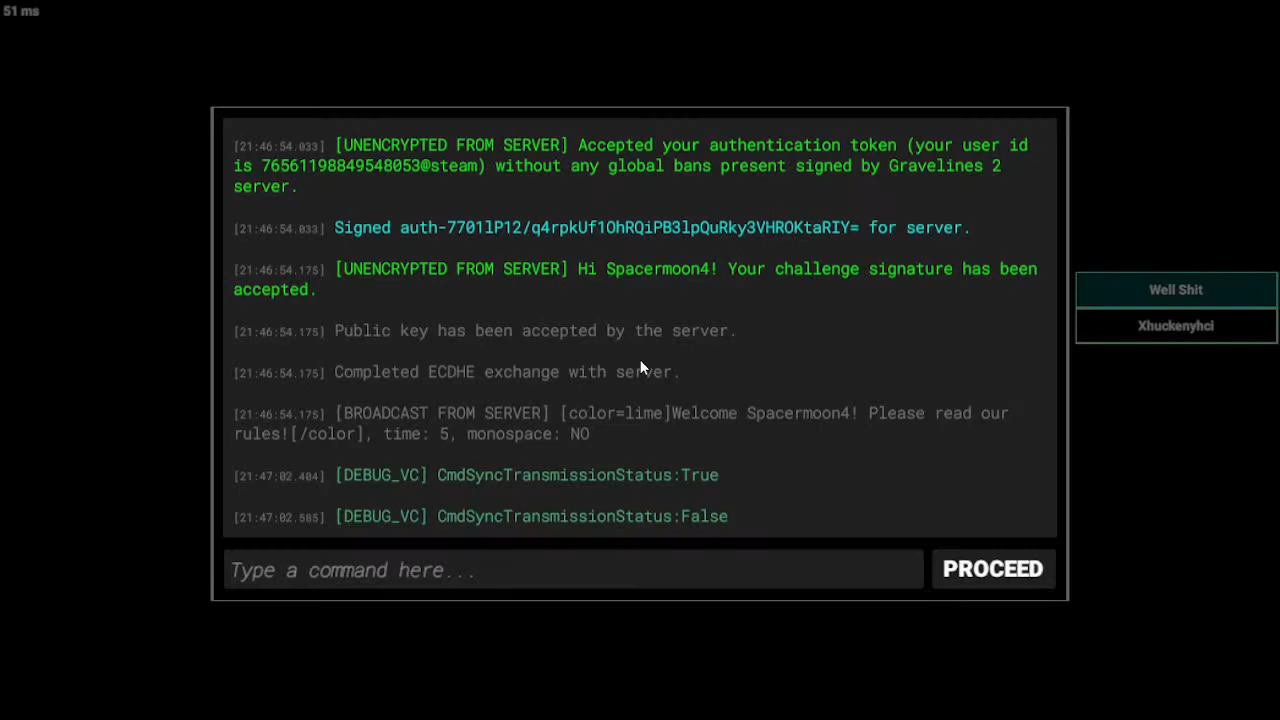 51 ms
[21:46:54.033] [UNENCRYPTED FROM SERVER] Accepted your authentication token (your user id
is 76561198849548053@steam) without any global bans present signed by Gravelines 2
server.
[21:46:54.033] Signed auth-7701lP12/q4rpkUf1OhRQiPB3lpQuRky3VHROKtaRIY= for server.
[21:46:54.175] [UNENCRYPTED FROM SERVER] Hi Spacermoon4! Your challenge signature has been
accepted.
[21:46:54.175] Public key has been accepted by the server.
[21:46:54.175] Completed ECDHE exchange with server.
[21:46:54.175] [BROADCAST FROM SERVER] [color=lime]Welcome Spacermoon4! Please read our
rules![/color], time: 5, monospace: NO
[21:47:02.404] [DEBUG_VC] CmdSyncTransmissionStatus:True
[21:47:02.585] [DEBUG_VC] CmdSyncTransmissionStatus:False
Type a command here...
PROCEED
Well Shit
Xhuckenyhci